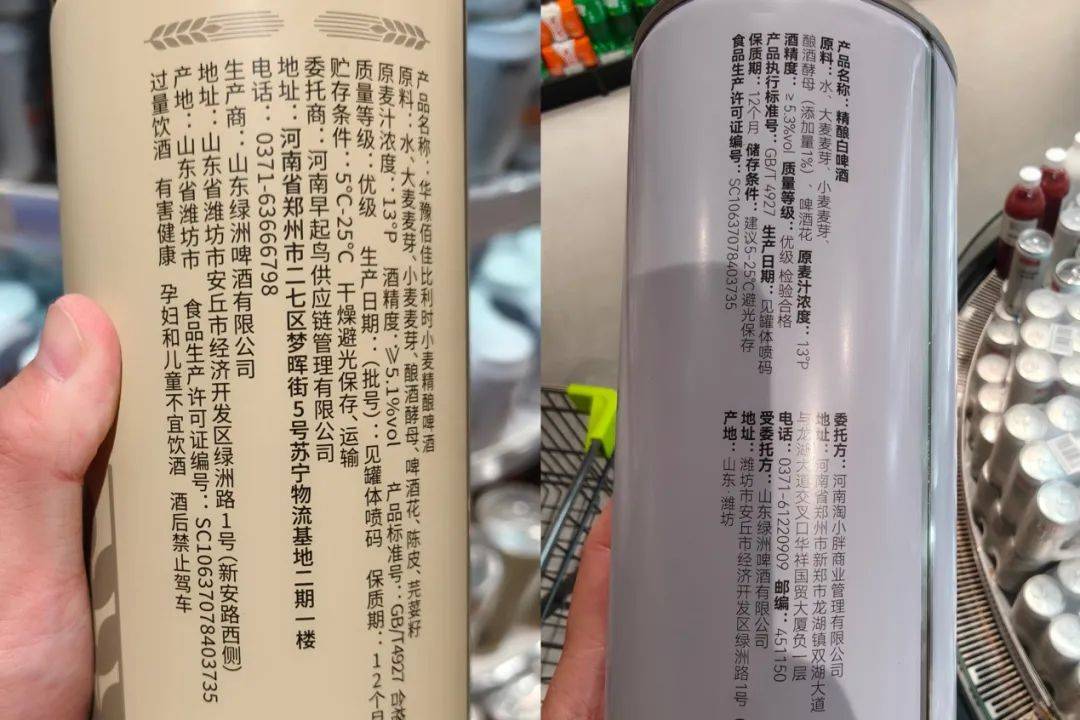 产品名称：华豫佰佳比利时小麦精酿啤酒
原料：水、大麦麦芽、小麦麦芽、酿酒酵母、啤酒花、陈皮、芫荽籽
原麦汁浓度：13°P 酒精度：≥5.1%vol 产品标准号：GB/T4927
质量等级：优级 生产日期：（批号）：见罐体喷码 保质期：12个月
贮存条件：5℃-25℃ 干燥避光保存、运输
委托商：河南早起鸟供应链管理有限公司
地址：河南省郑州市二七区梦晖街5号苏宁物流基地二期一楼
电话：0371-63666798
生产商：山东绿洲啤酒有限公司
地址：山东省潍坊市安丘市经济开发区绿洲路1号(新安路西侧)
产地：山东省潍坊市 食品生产许可证编号：SC10637078403735
过量饮酒 有害健康 孕妇和儿童不宜饮酒 酒后禁止驾车
产品名称：精酿白啤酒
原料：水、大麦麦芽、小麦麦芽、
酿酒酵母（添加量1%）、啤酒花 原麦汁浓度：13°P
酒精度：≥5.3%vol 质量等级：优级 检验合格
产品执行标准号：GB/T 4927 生产日期：见罐体喷码
保质期：12个月 储存条件：建议5-25℃避光保存
食品生产许可证编号：SC10637078403735
委托方：河南淘小胖商业管理有限公司
地址：河南省郑州市新郑市龙湖镇双湖大道
与龙湖大道交叉口华祥国贸大厦负一层
电话：0371-61220909 邮编：451150
受委托方：山东绿洲啤酒有限公司
地址：潍坊市安丘市经济开发区绿洲路1号
产地：山东·潍坊